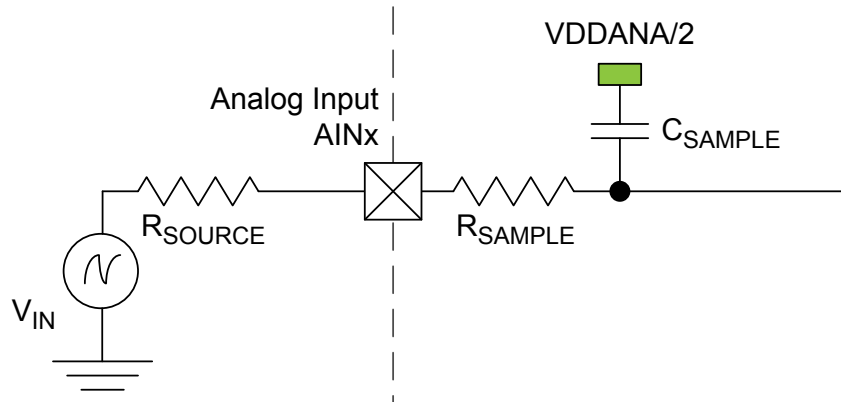 VDDANA/2
Analog Input
AINx
CSAMPLE
RSOURCE
RSAMPLE
VIN